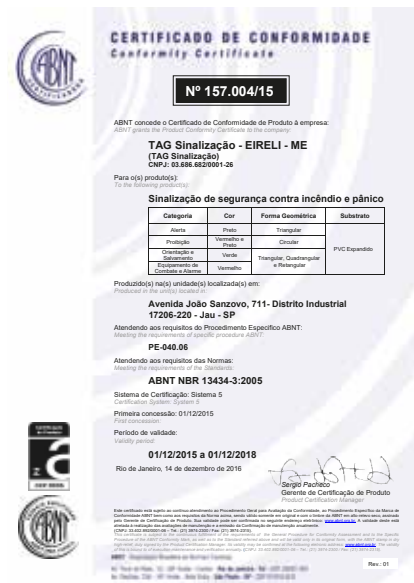 ABNT
CERTIFICADO DE CONFORMIDADE
Conformity Certificate
Nº 157.004/15
ABNT concede o Certificado de Conformidade de Produto à empresa:
ABNT grants the Product Conformity Certificate to the company:
TAG Sinalização - EIRELI - ME
(TAG Sinalização)
CNPJ: 03.686.682/0001-26
Para o(s) produto(s):
To the following product(s):
Sinalização de segurança contra incêndio e pânico
Categoria Cor Forma Geométrica Substrato
Alerta Preto Triangular
Proibição Vermelho e Preto Circular
Orientação e Salvamento Verde Triangular, Quadrangular e Retangular
Equipamento de Combate e Alarme Vermelho
PVC Expandido
Produzido(s) na(s) unidade(s) localizada(s) em:
Produced in the unit(s) located in:
Avenida João Sanzovo, 711- Distrito Industrial
17206-220 - Jau - SP
Atendendo aos requisitos do Procedimento Específico ABNT:
Meeting the requirements of specific procedure ABNT:
PE-040.06
Atendendo aos requisitos das Normas:
Meeting the requirements of the Standards:
ABNT NBR 13434-3:2005
Sistema de Certificação: Sistema 5
Certification System: System 5
Primeira concessão: 01/12/2015
First concession:
Período de validade:
Validity period:
01/12/2015 a 01/12/2018
Rio de Janeiro, 14 de dezembro de 2016
Sergio Pacheco
Gerente de Certificação de Produto
Product Certification Manager
ABNT
Rev.: 01